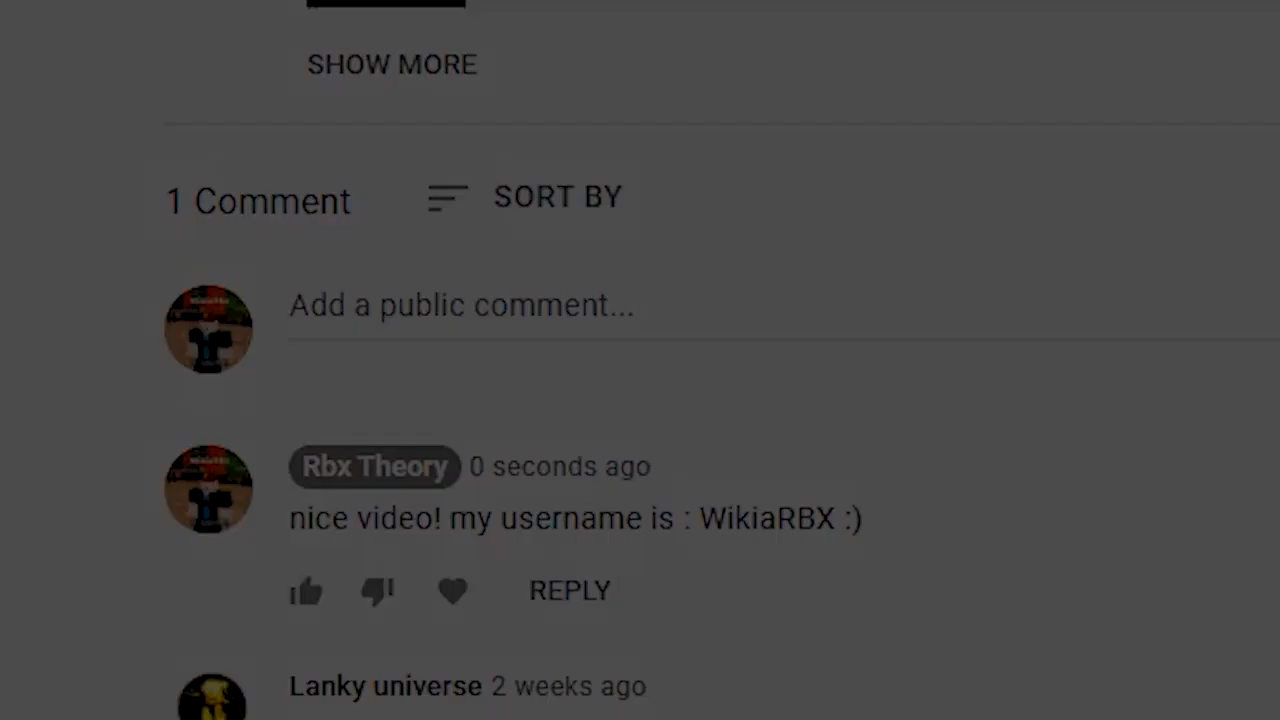 SHOW MORE
1 Comment
SORT BY
Add a public comment...
Rbx Theory 0 seconds ago
nice video! my username is : WikiaRBX :)
REPLY
Lanky universe 2 weeks ago